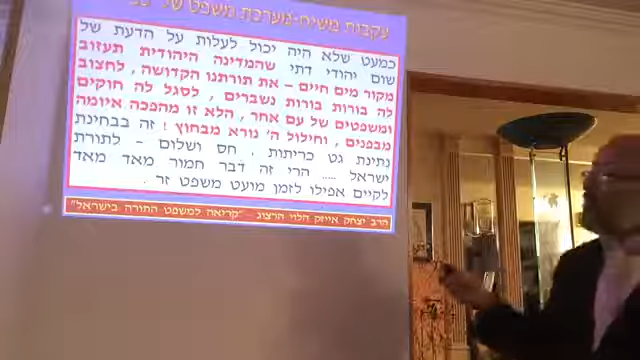 עקבות משיח-מערכת משפט של
כמעט שלא היה יכול לעלות על הדעת של
שום יהודי דתי שהמדינה היהודית תעזוב
מקור מים חיים – את תורתנו הקדושה, לחצוב
לה בורות בורות נשברים, לסגל לה חוקים
ומשפטים של עם אחר, הלא זו מהפכה איומה
מבפנים, וחילול ה' נורא מבחוץ! זה בבחינת
נתינת גט כריתות, חס ושלום – לתורת
ישראל ..... הרי זה דבר חמור מאד מאד
לקיים אפילו לזמן מועט משפט זר.
הרב יצחק אייזק הלוי הרצוג - "קריאה למשפט התורה בישראל"